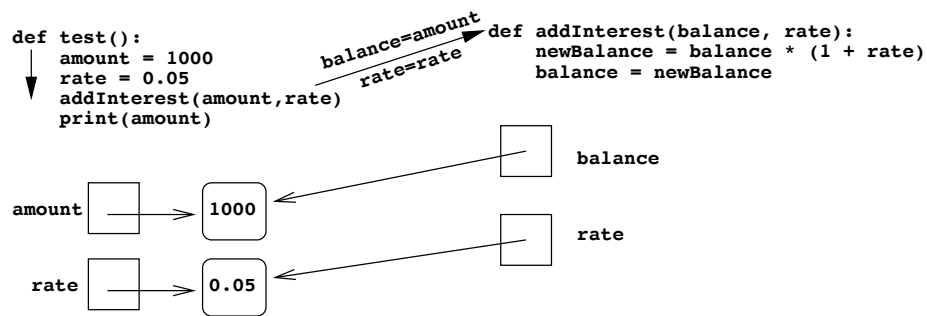 def test():
    amount = 1000
    rate = 0.05
    addInterest(amount,rate)
    print(amount)
balance=amount
rate=rate
def addInterest(balance, rate):
    newBalance = balance * (1 + rate)
    balance = newBalance
balance
amount
1000
rate
rate
0.05